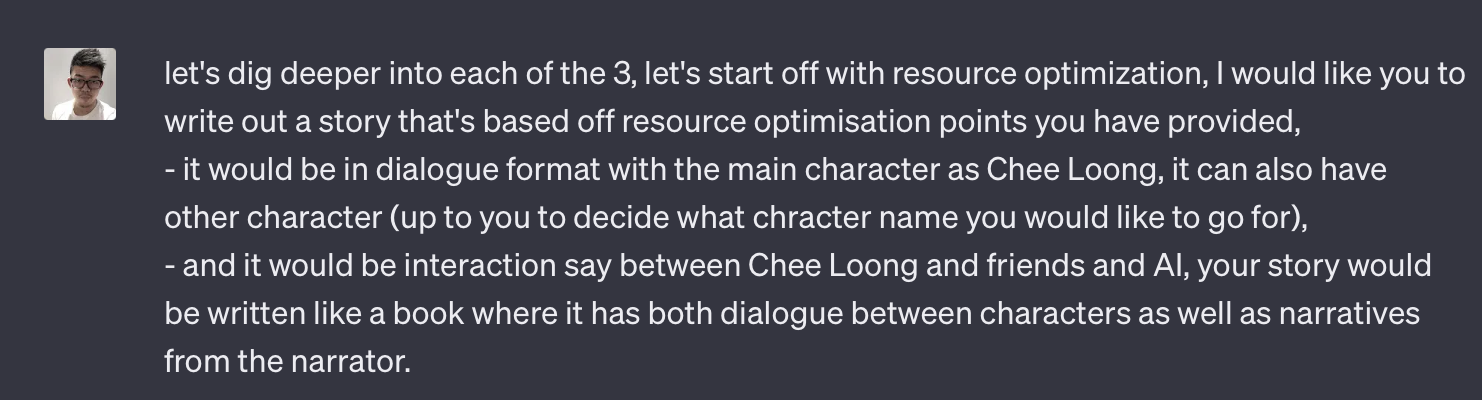 let's dig deeper into each of the 3, let's start off with resource optimization, I would like you to
write out a story that's based off resource optimisation points you have provided,
- it would be in dialogue format with the main character as Chee Loong, it can also have
other character (up to you to decide what chracter name you would like to go for),
- and it would be interaction say between Chee Loong and friends and AI, your story would
be written like a book where it has both dialogue between characters as well as narratives
from the narrator.